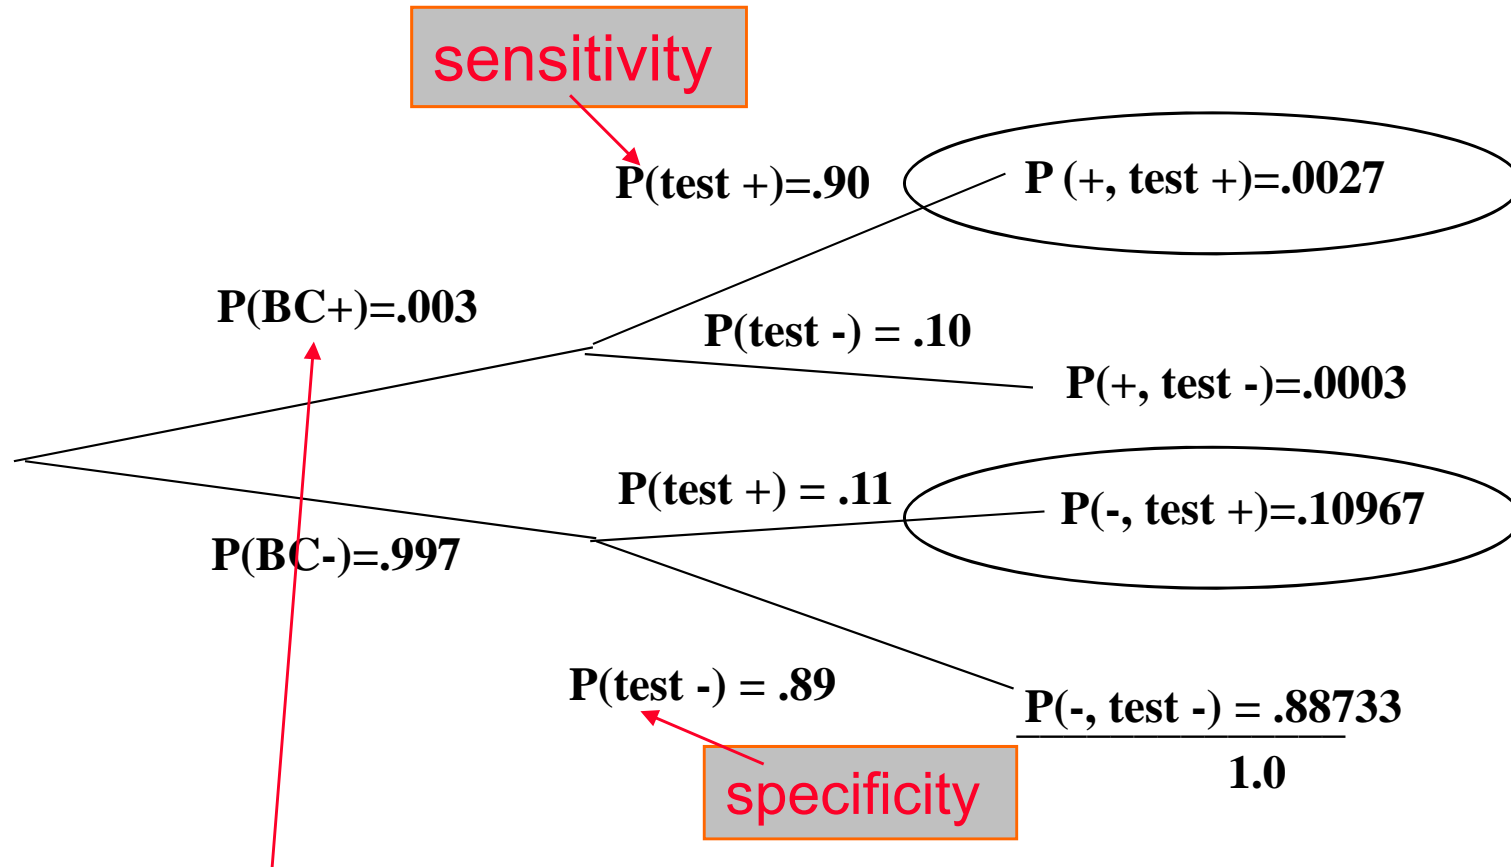 sensitivity
P(test +)=.90
P (+, test +)=.0027
P(BC+)=.003
P(test -) = .10
P(+, test -)=.0003
P(test +) = .11
P(-, test +)=.10967
P(BC-)=.997
P(test -) = .89
P(-, test -) = .88733
1.0
specificity